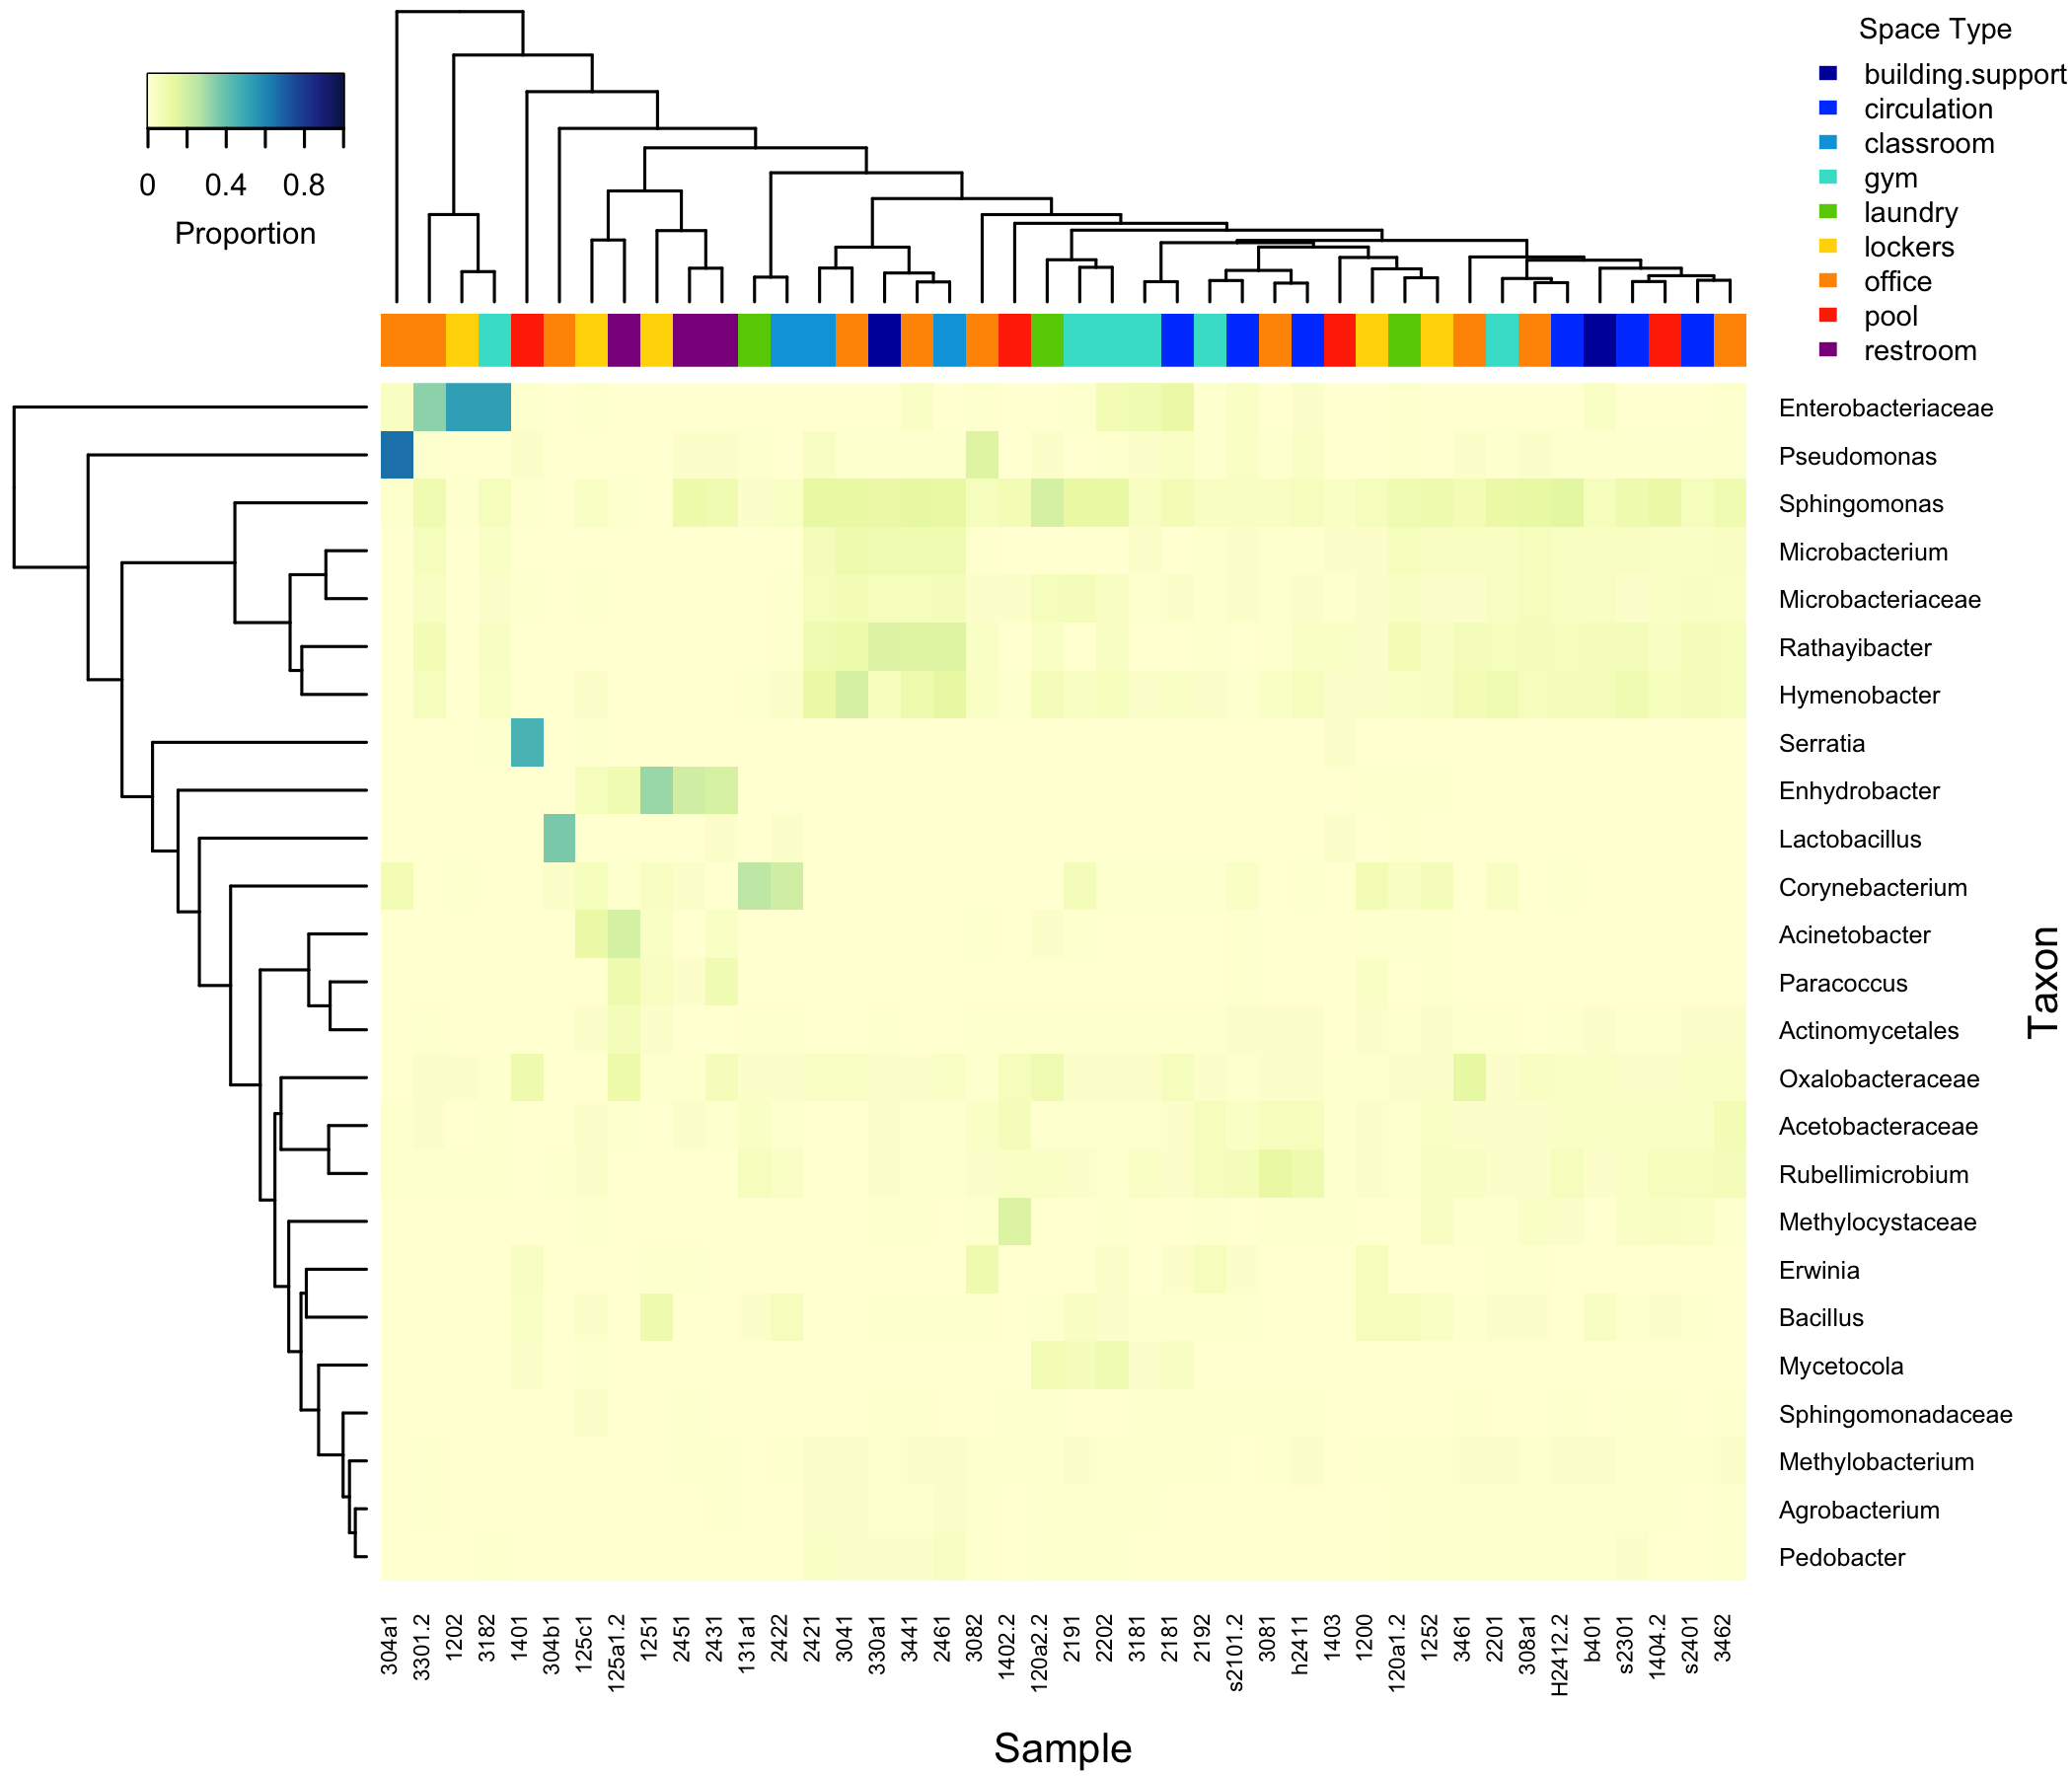 0 0.4 0.8
Proportion
Space Type
building.support
circulation
classroom
gym
laundry
lockers
office
pool
restroom
Enterobacteriaceae
Pseudomonas
Sphingomonas
Microbacterium
Microbacteriaceae
Rathayibacter
Hymenobacter
Serratia
Enhydrobacter
Lactobacillus
Corynebacterium
Acinetobacter
Paracoccus
Actinomycetales
Oxalobacteraceae
Acetobacteraceae
Rubellimicrobium
Methylocystaceae
Erwinia
Bacillus
Mycetocola
Sphingomonadaceae
Methylobacterium
Agrobacterium
Pedobacter
Taxon
304a1
3301.2
1202
3182
1401
304b1
125c1
125a1.2
1251
2451
2431
131a1
2422
2421
3041
330a1
3441
2461
3082
1402.2
120a2.2
2191
2202
3181
2181
2192
s2101.2
3081
h2411
1403
1200
120a1.2
1252
3461
2201
308a1
H2412.2
b401
s2301
1404.2
s2401
3462
Sample